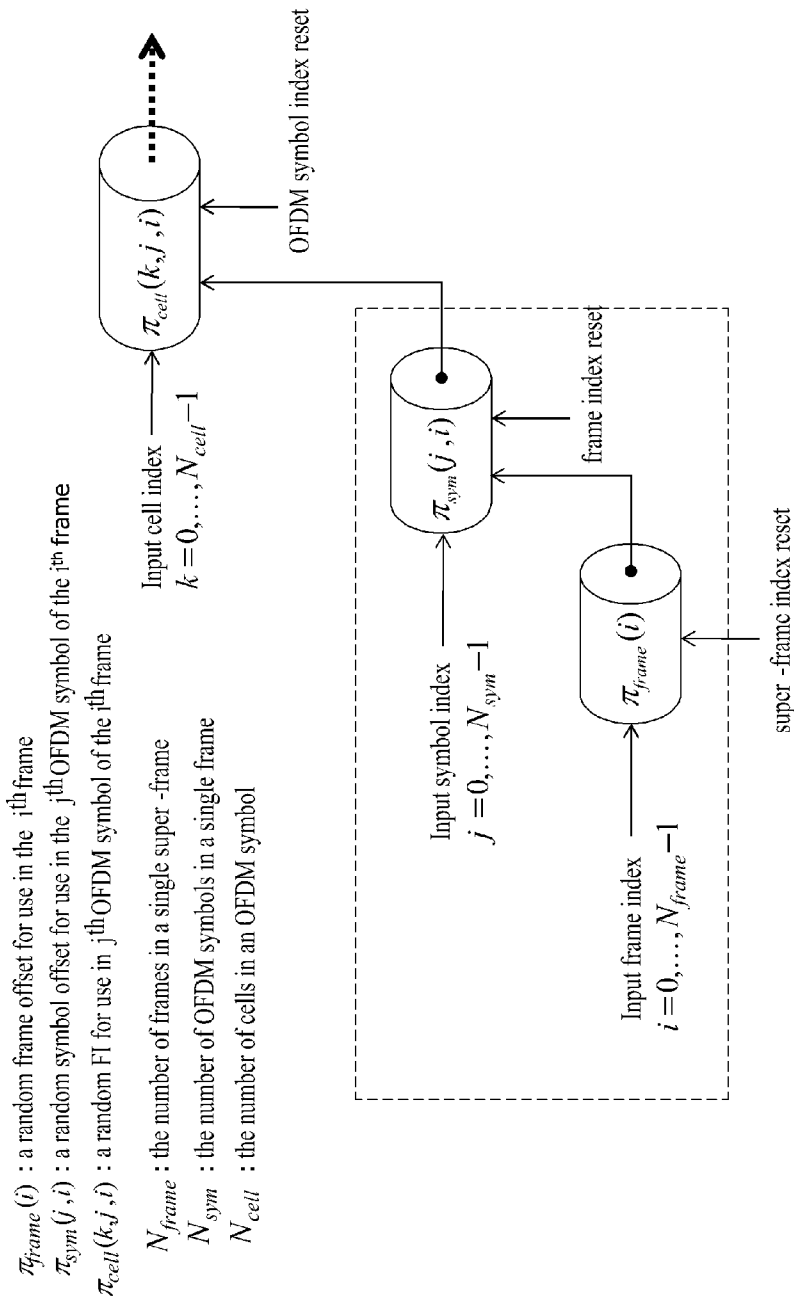 π_frame(i) : a random frame offset for use in the i^th frame
π_sym(j,i) : a random symbol offset for use in the j^th OFDM symbol of the i^th frame
π_cell(k,j,i) : a random FI for use in j^th OFDM symbol of the i^th frame
N_frame : the number of frames in a single super -frame
N_sym : the number of OFDM symbols in a single frame
N_cell : the number of cells in an OFDM symbol
Input cell index
k=0,...,N_cell−1
π_cell(k,j,i)
OFDM symbol index reset
Input symbol index
j=0,...,N_sym−1
π_sym(j,i)
frame index reset
Input frame index
i=0,...,N_frame−1
π_frame(i)
super -frame index reset